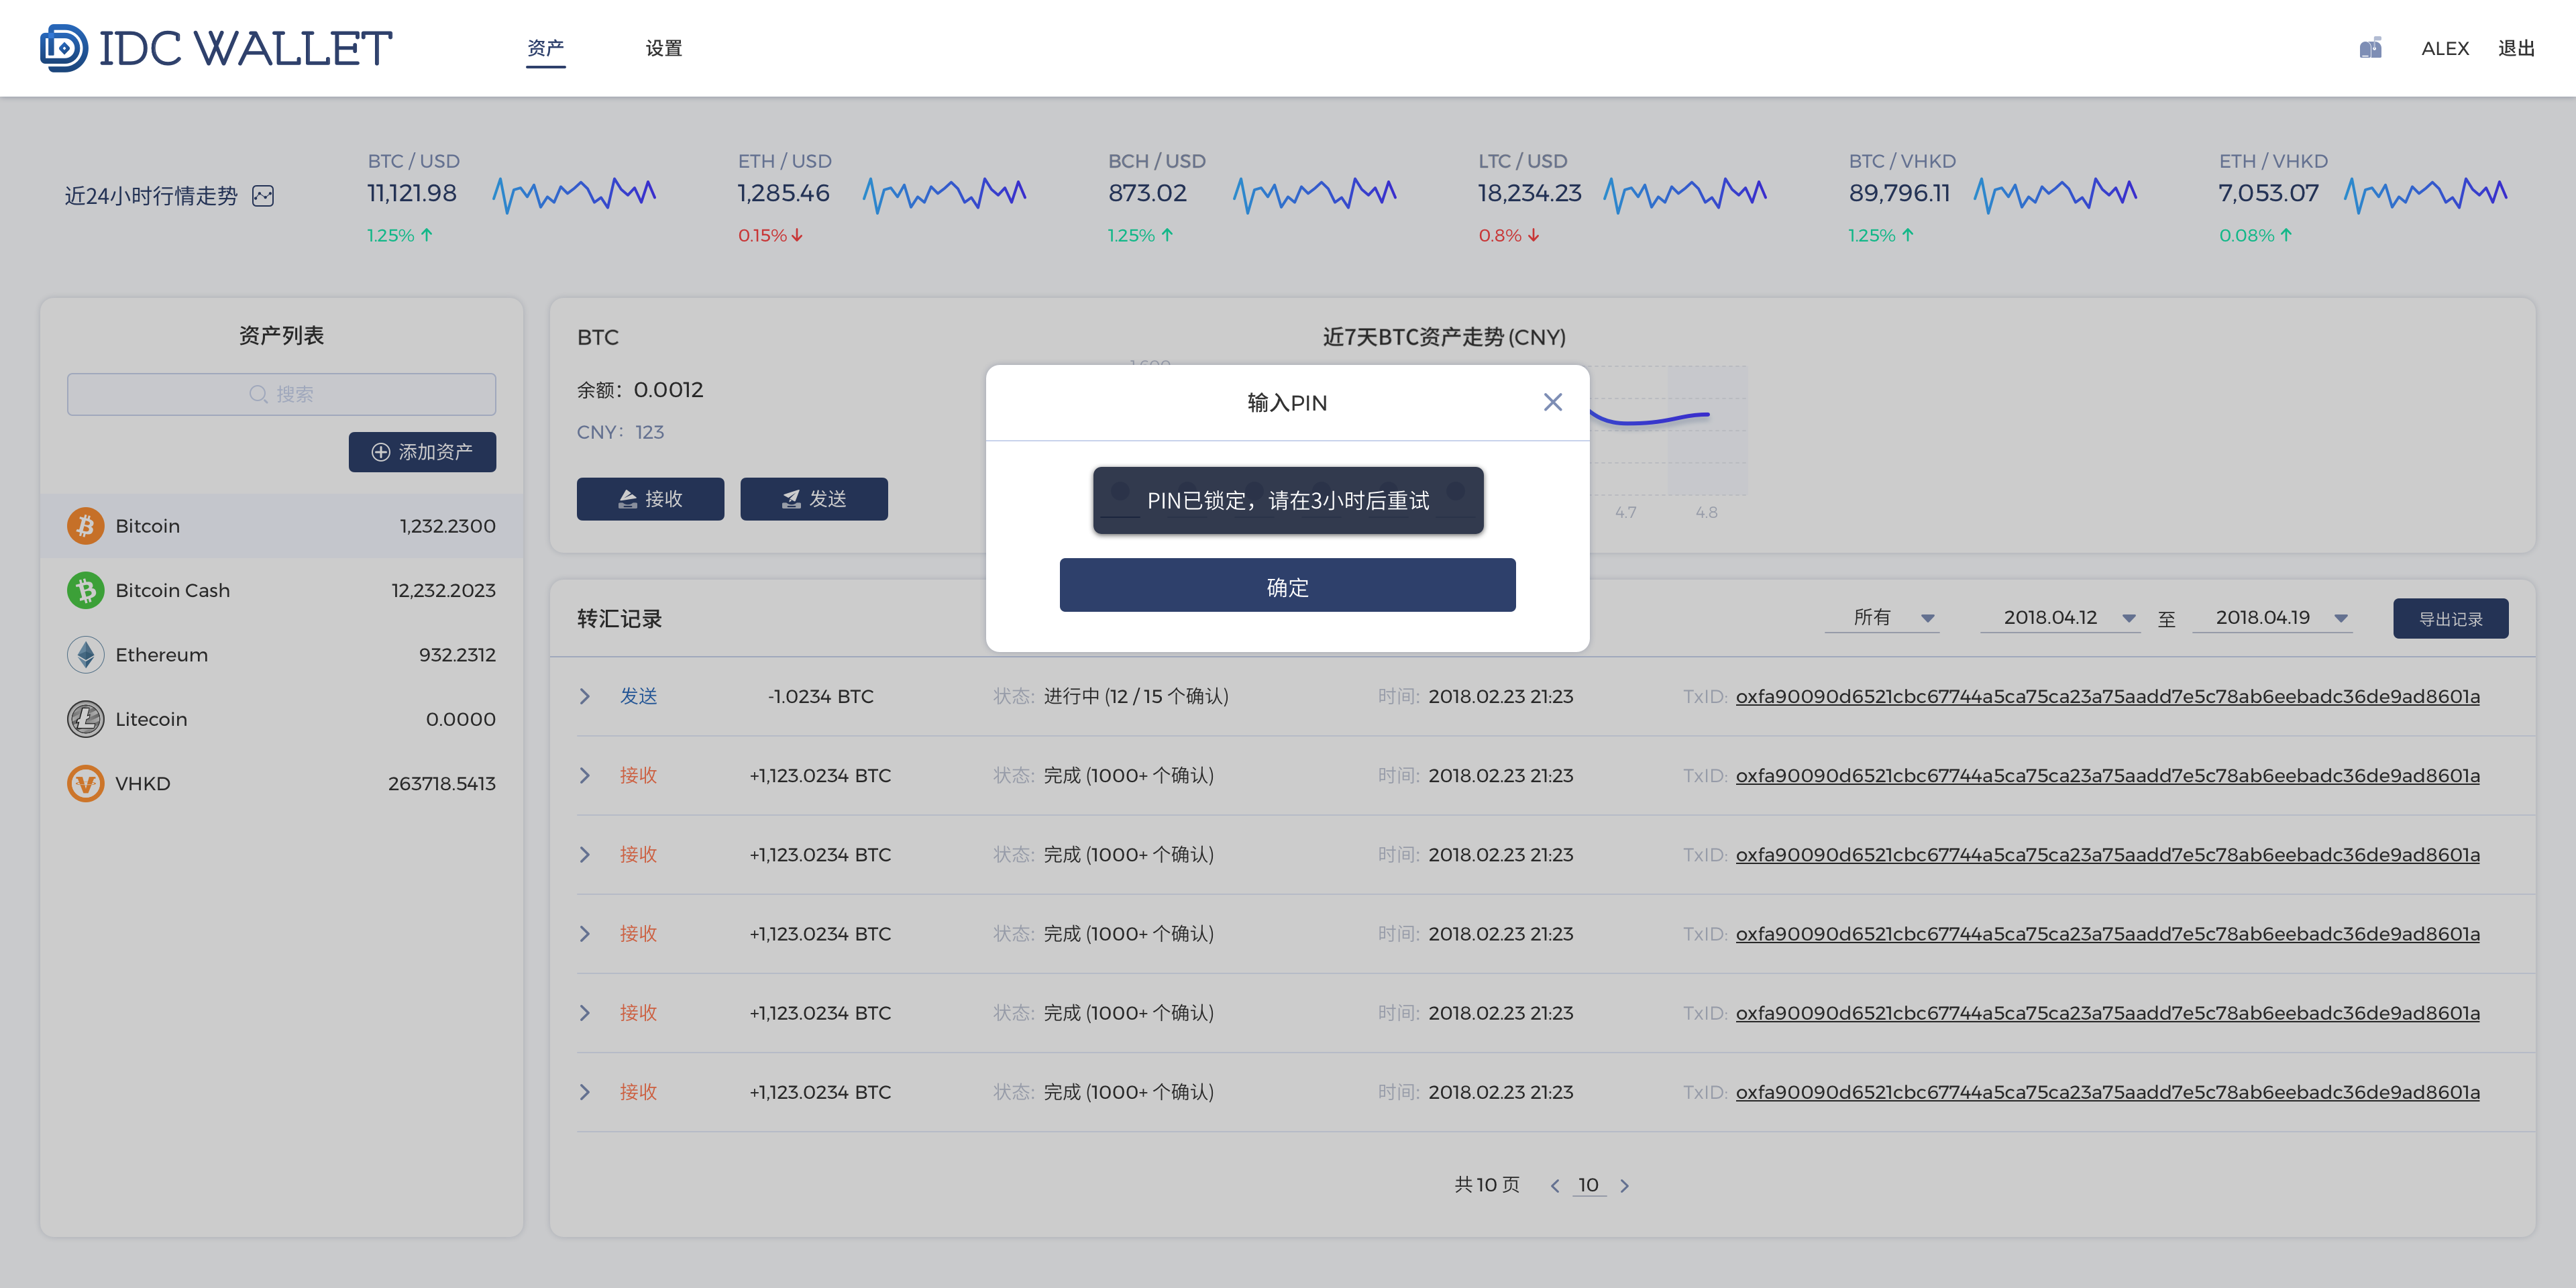 IDC WALLET
资产
设置
ALEX
退出
近24小时行情走势
BTC / USD
11,121.98
1.25%
ETH / USD
1,285.46
0.15%
BCH / USD
873.02
1.25%
LTC / USD
18,234.23
0.8%
BTC / VHKD
89,796.11
1.25%
ETH / VHKD
7,053.07
0.08%
资产列表
搜索
添加资产
Bitcoin 1,232.2300
Bitcoin Cash 12,232.2023
Ethereum 932.2312
Litecoin 0.0000
VHKD 263718.5413
BTC
余额：0.0012
CNY：123
接收
发送
近7天BTC资产走势 (CNY)
4.7
4.8
输入PIN
PIN已锁定，请在3小时后重试
确定
转汇记录
所有
2018.04.12
至
2018.04.19
导出记录
发送 -1.0234 BTC 状态: 进行中 (12 / 15 个确认) 时间: 2018.02.23 21:23 TxID: oxfa90090d6521cbc67744a5ca75ca23a75aadd7e5c78ab6eebadc36de9ad8601a
接收 +1,123.0234 BTC 状态: 完成 (1000+ 个确认) 时间: 2018.02.23 21:23 TxID: oxfa90090d6521cbc67744a5ca75ca23a75aadd7e5c78ab6eebadc36de9ad8601a
接收 +1,123.0234 BTC 状态: 完成 (1000+ 个确认) 时间: 2018.02.23 21:23 TxID: oxfa90090d6521cbc67744a5ca75ca23a75aadd7e5c78ab6eebadc36de9ad8601a
接收 +1,123.0234 BTC 状态: 完成 (1000+ 个确认) 时间: 2018.02.23 21:23 TxID: oxfa90090d6521cbc67744a5ca75ca23a75aadd7e5c78ab6eebadc36de9ad8601a
接收 +1,123.0234 BTC 状态: 完成 (1000+ 个确认) 时间: 2018.02.23 21:23 TxID: oxfa90090d6521cbc67744a5ca75ca23a75aadd7e5c78ab6eebadc36de9ad8601a
接收 +1,123.0234 BTC 状态: 完成 (1000+ 个确认) 时间: 2018.02.23 21:23 TxID: oxfa90090d6521cbc67744a5ca75ca23a75aadd7e5c78ab6eebadc36de9ad8601a
共 10 页 10